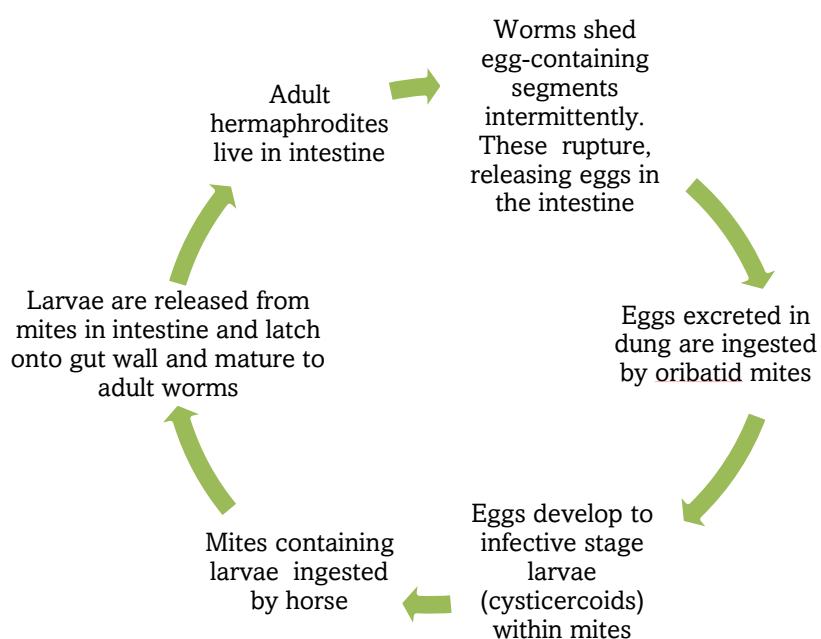 Worms shed
egg-containing
segments
intermittently.
These  rupture,
releasing eggs in
the intestine
Eggs excreted in
dung are ingested
by oribatid mites
Eggs develop to
infective stage
larvae
(cysticercoids)
within mites
Mites containing
larvae  ingested
by horse
Larvae are released from
mites in intestine and latch
onto gut wall and mature to
adult worms
Adult
hermaphrodites
live in intestine